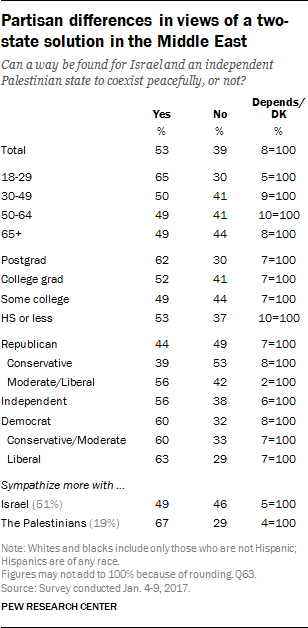 Partisan differences in views of a two-
state solution in the Middle East
Can a way be found for Israel and an independent
Palestinian state to coexist peacefully, or not?
Yes No Depends/
DK
% % %
Total 53 39 8=100
18-29 65 30 5=100
30-49 50 41 9=100
50-64 49 41 10=100
65+ 49 44 8=100
Postgrad 62 30 7=100
College grad 52 41 7=100
Some college 49 44 7=100
HS or less 53 37 10=100
Republican 44 49 7=100
Conservative 39 53 8=100
Moderate/Liberal 56 42 2=100
Independent 56 38 6=100
Democrat 60 32 8=100
Conservative/Moderate 60 33 7=100
Liberal 63 29 7=100
Sympathize more with ...
Israel (51%) 49 46 5=100
The Palestinians (19%) 67 29 4=100
Note: Whites and blacks include only those who are not Hispanic;
Hispanics are of any race.
Figures may not add to 100% because of rounding. Q63.
Source: Survey conducted Jan. 4-9, 2017.
PEW RESEARCH CENTER